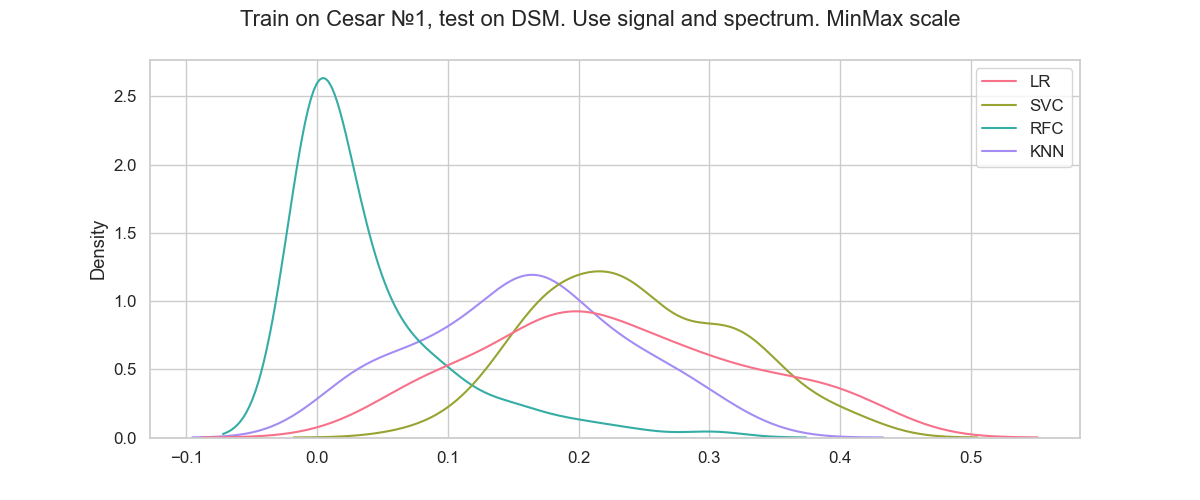 Train on Cesar №1, test on DSM. Use signal and spectrum. MinMax scale
LR
SVC
RFC
KNN
Density
2.5
2.0
1.5
1.0
0.5
0.0
−0.1 0.0 0.1 0.2 0.3 0.4 0.5